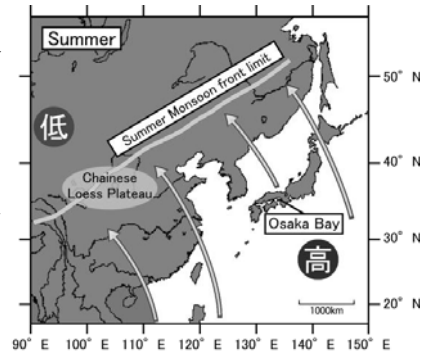 Summer
Summer Monsoon front limit
低
Chainese
Loess Plateau
Osaka Bay
高
1000km
50° N
40° N
30° N
20° N
90° E
100° E
110° E
120° E
130° E
140° E
150° E